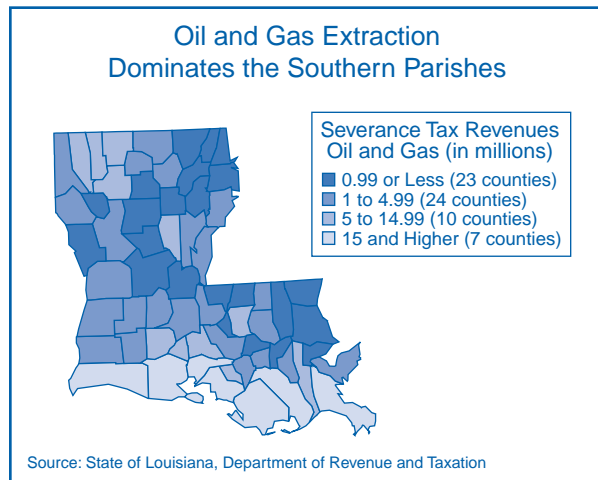 Oil and Gas Extraction
Dominates the Southern Parishes
Severance Tax Revenues
Oil and Gas (in millions)
0.99 or Less (23 counties)
1 to 4.99 (24 counties)
5 to 14.99 (10 counties)
15 and Higher (7 counties)
Source: State of Louisiana, Department of Revenue and Taxation